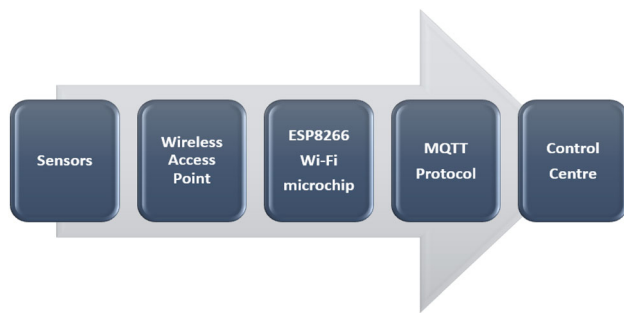 Sensors
Wireless
Access
Point
ESP8266
Wi-Fi
microchip
MQTT
Protocol
Control
Centre